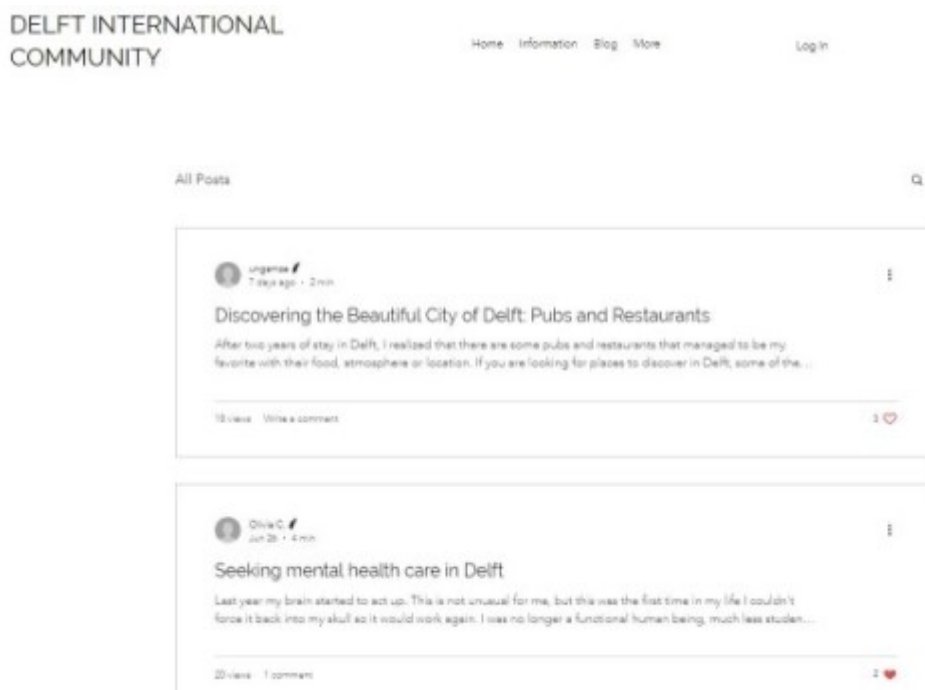 DELFT INTERNATIONAL
COMMUNITY
Home Information Blog More
Log In
All Posts
7 days ago • 2 min
Discovering the Beautiful City of Delft: Pubs and Restaurants
After two years of stay in Delft, I realized that there are some pubs and restaurants that managed to be my
favorite with their food, atmosphere or location. If you are looking for places to discover in Delft, some of the...
views Write a comment
3
Olivia C.
Jun 26 • 4 min
Seeking mental health care in Delft
Last year my brain started to act up. This is not unusual for me, but this was the first time in my life I couldn't
force it back into my skull so it would work again. I was no longer a functional human being, much less studen...
20 views 1 comment
2